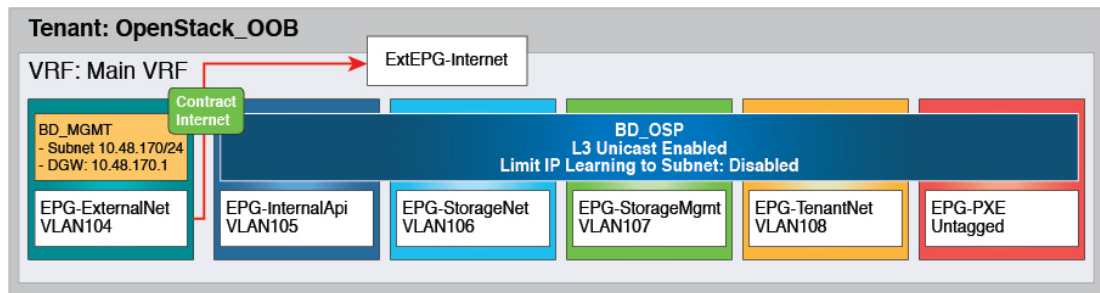 Tenant: OpenStack_OOB
VRF: Main VRF
ExtEPG-Internet
Contract
Internet
BD_MGMT
- Subnet 10.48.170/24
- DGW: 10.48.170.1
BD_OSP
L3 Unicast Enabled
Limit IP Learning to Subnet: Disabled
EPG-ExternalNet
VLAN104
EPG-InternalApi
VLAN105
EPG-StorageNet
VLAN106
EPG-StorageMgmt
VLAN107
EPG-TenantNet
VLAN108
EPG-PXE
Untagged